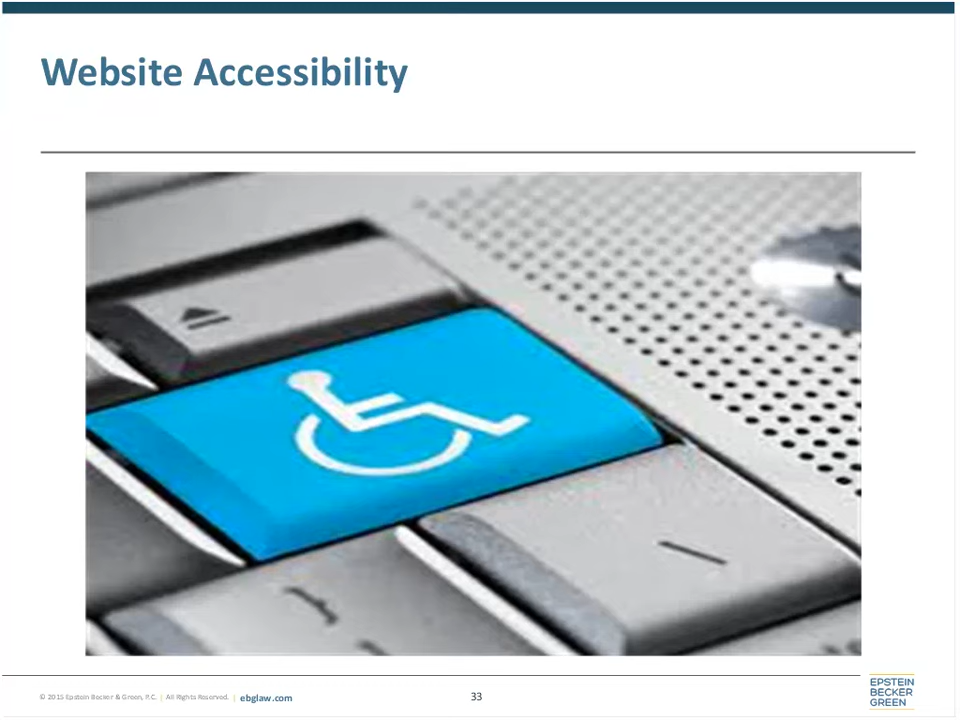 Website Accessibility
© 2015 Epstein Becker & Green, P.C. | All Rights Reserved. | ebglaw.com
33
EPSTEIN
BECKER
GREEN